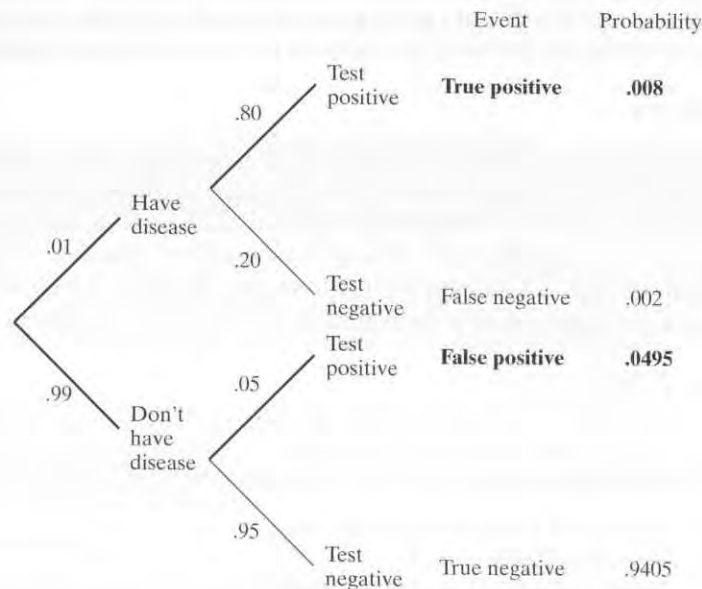 Event Probability
Test
positive True positive .008
.80
Have
disease
.01
.20
Test
negative False negative .002
Test
positive False positive .0495
.05
.99
Don't
have
disease
.95
Test
negative True negative .9405